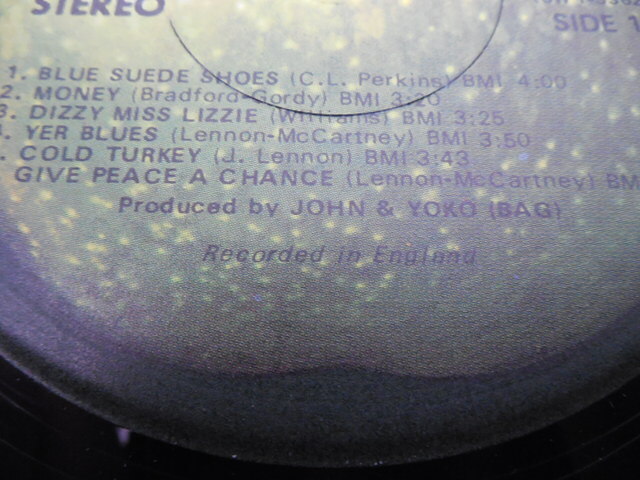 STEREO
SIDE 1
1. BLUE SUEDE SHOES (C.L. Perkins) BMI 4:00
2. MONEY (Bradford-Gordy) BMI 3:20
3. DIZZY MISS LIZZIE (Williams) BMI 3:25
. YER BLUES (Lennon-McCartney) BMI 3:50
. COLD TURKEY (J. Lennon) BMI 3:43
GIVE PEACE A CHANCE (Lennon-McCartney) BM
Produced by JOHN & YOKO (BAG)
Recorded in England